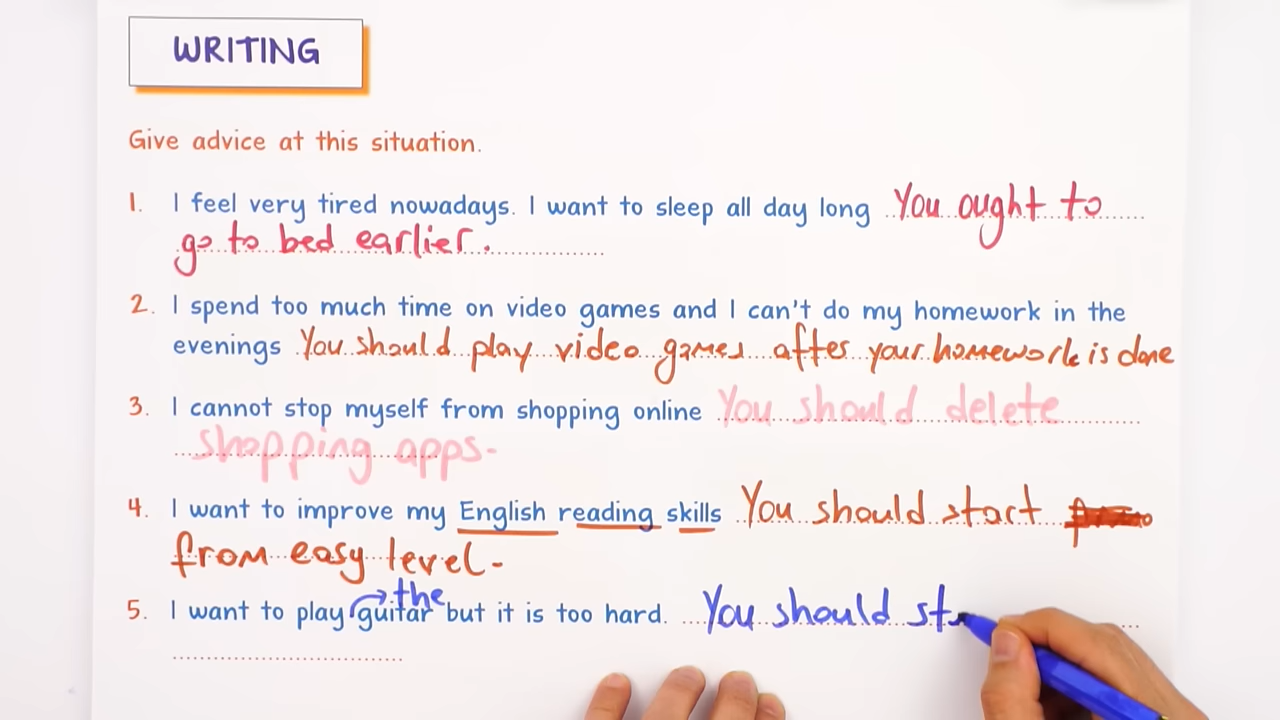 WRITING
Give advice at this situation.
1. I feel very tired nowadays. I want to sleep all day long You ought to
go to bed earlier.
2. I spend too much time on video games and I can't do my homework in the
evenings You should play video games after your homework is done
3. I cannot stop myself from shopping online You should delete
shopping apps.
4. I want to improve my English reading skills You should start
from easy level.
the
5. I want to play guitar but it is too hard. You should st